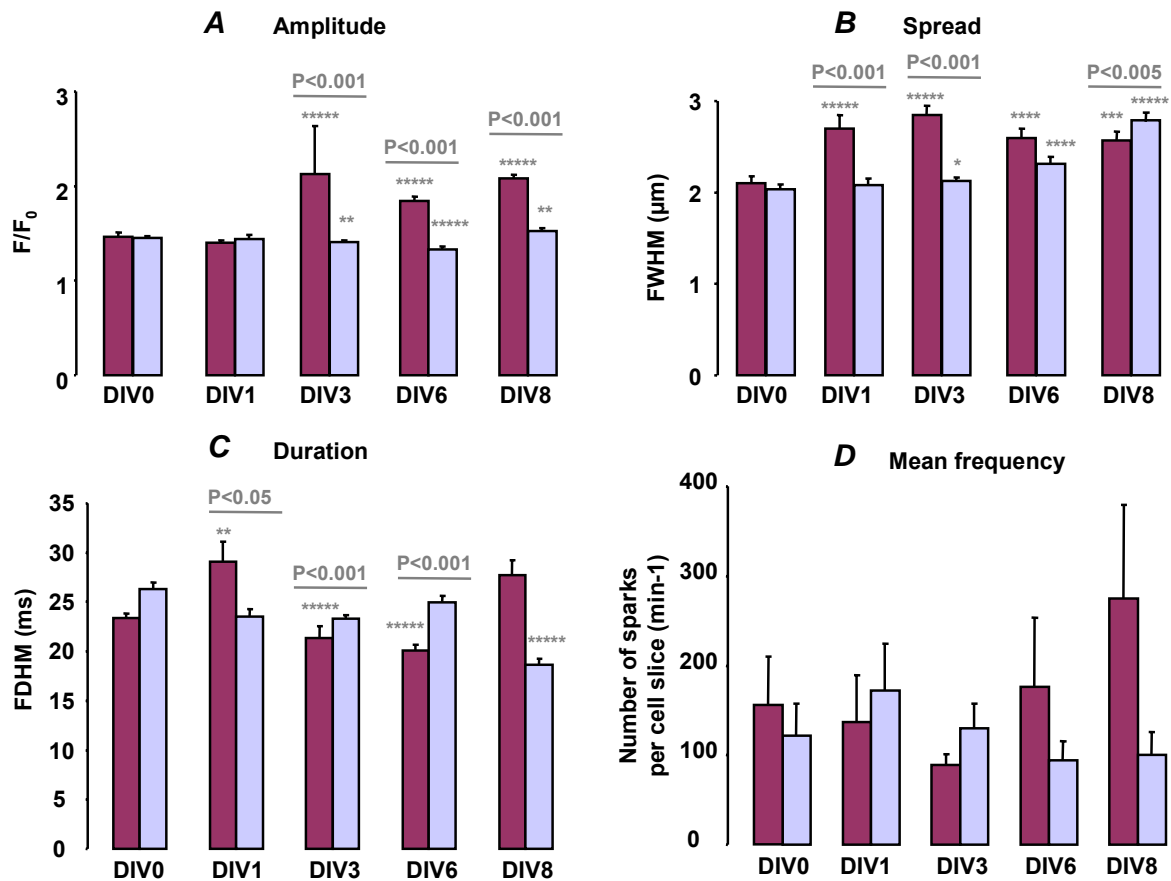 A Amplitude
P<0.001
P<0.001
P<0.001
*****
*****
*****
**
*****
**
3
2
1
0
F/F0
DIV0 DIV1 DIV3 DIV6 DIV8
B Spread
P<0.001
P<0.001
P<0.005
*****
*****
****
***
*****
*
****
3
2
1
0
FWHM (µm)
DIV0 DIV1 DIV3 DIV6 DIV8
C Duration
P<0.05
P<0.001
P<0.001
**
*****
*****
*****
35
30
25
20
15
10
5
0
FDHM (ms)
DIV0 DIV1 DIV3 DIV6 DIV8
D Mean frequency
400
300
200
100
0
Number of sparks
per cell slice (min-1)
DIV0 DIV1 DIV3 DIV6 DIV8